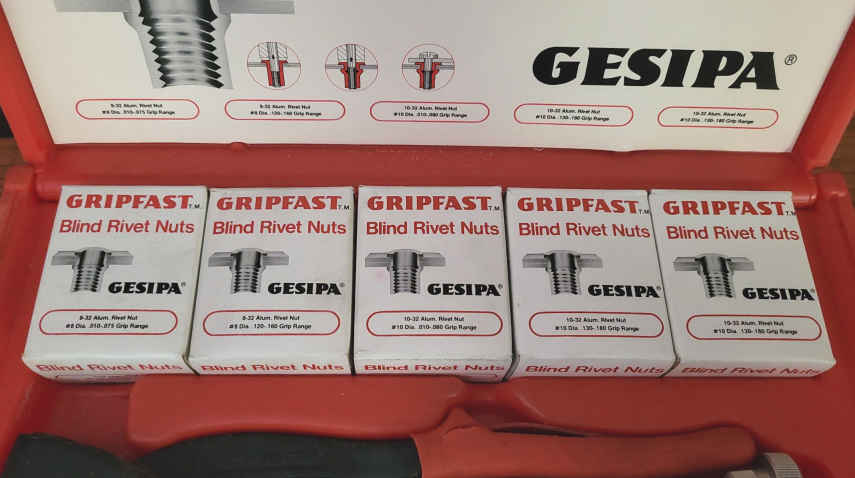 GESIPA®
8-32 Alum. Rivet Nut
#8 Dia. .010-.075 Grip Range
8-32 Alum. Rivet Nut
#8 Dia. .120-.160 Grip Range
10-32 Alum. Rivet Nut
#10 Dia. .010-.080 Grip Range
10-32 Alum. Rivet Nut
#10 Dia. .130-.180 Grip Range
10-32 Alum. Rivet Nut
#10 Dia. .130-.180 Grip Range
GRIPFAST T.M.
Blind Rivet Nuts
GESIPA®
8-32 Alum. Rivet Nut
#8 Dia. .010-.075 Grip Range
Blind Rivet Nuts
GRIPFAST T.M.
Blind Rivet Nuts
GESIPA®
8-32 Alum. Rivet Nut
#8 Dia. .120-.160 Grip Range
Blind Rivet Nuts
GRIPFAST T.M.
Blind Rivet Nuts
GESIPA®
10-32 Alum. Rivet Nut
#10 Dia. .010-.080 Grip Range
Blind Rivet Nuts
GRIPFAST T.M.
Blind Rivet Nuts
GESIPA®
10-32 Alum. Rivet Nut
#10 Dia. .130-.180 Grip Range
Blind Rivet Nuts
GRIPFAST T.M.
Blind Rivet Nuts
GESIPA®
10-32 Alum. Rivet Nut
#10 Dia. .130-.180 Grip Range
Blind Rivet Nuts